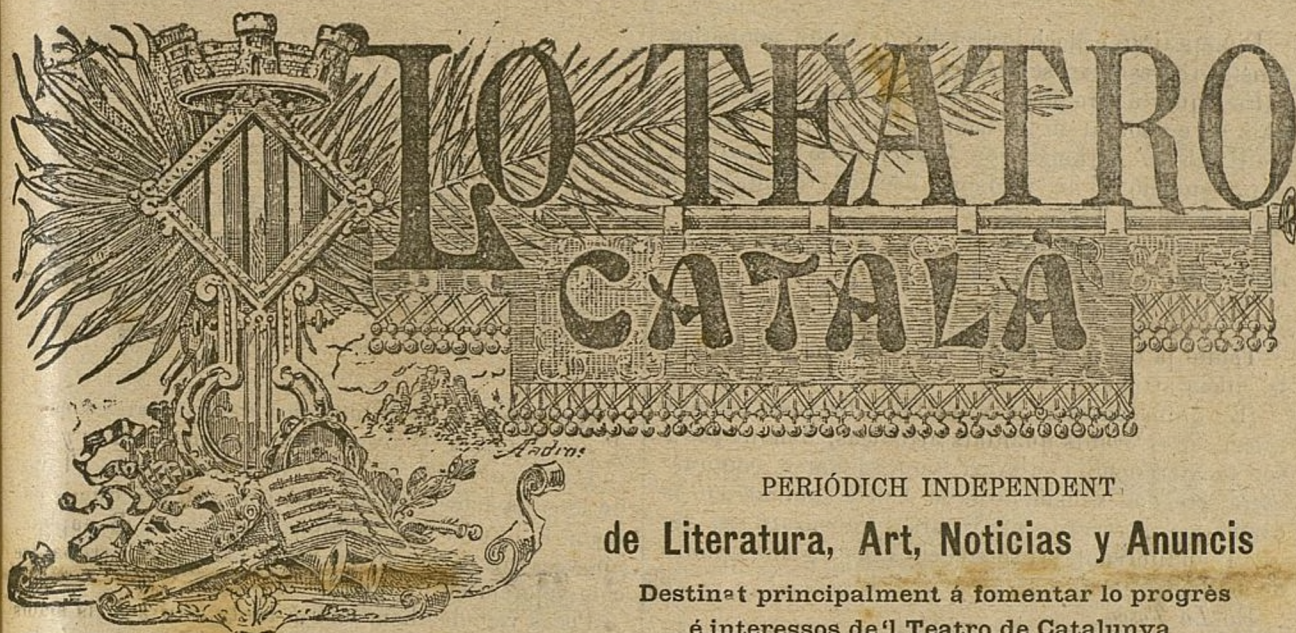 LO TEATRO
CATALÀ
Andreu
PERIÓDICH INDEPENDENT
de Literatura, Art, Noticias y Anuncis
Destinat principalment á fomentar lo progrès
é interessos de 'l Teatro de Catalunya